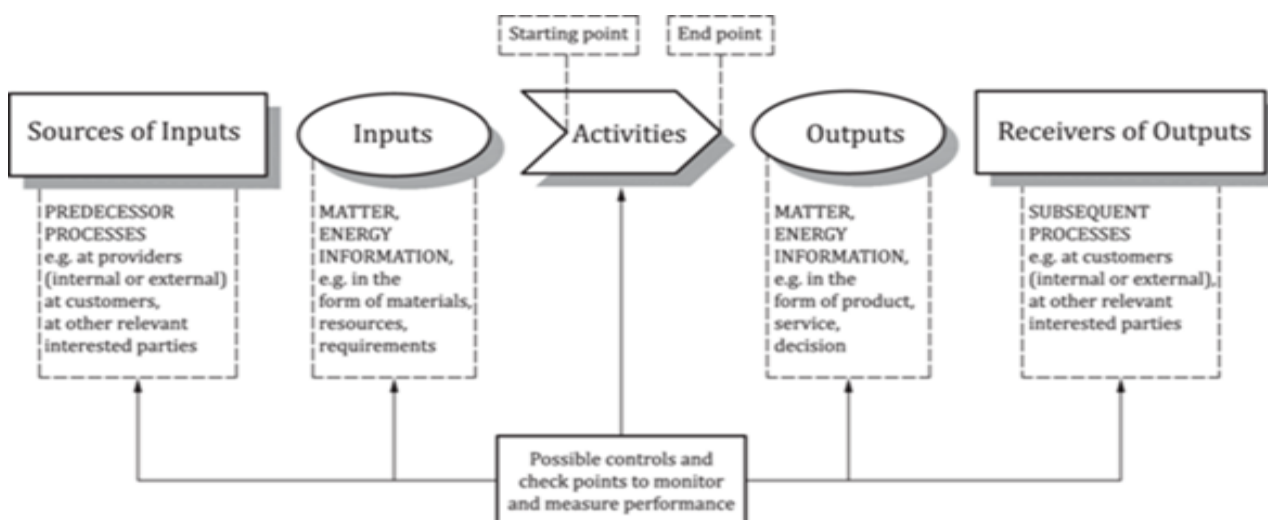 Starting point
End point
Sources of Inputs
Inputs
Activities
Outputs
Receivers of Outputs
PREDECESSOR
PROCESSES
e.g. at providers
(internal or external)
at customers,
at other relevant
interested parties
MATTER,
ENERGY
INFORMATION,
e.g. in the
form of materials,
resources,
requirements
MATTER,
ENERGY
INFORMATION,
e.g. in the
form of product,
service,
decision
SUBSEQUENT
PROCESSES
e.g. at customers
(internal or external),
at other relevant
interested parties
Possible controls and
check points to monitor
and measure performance